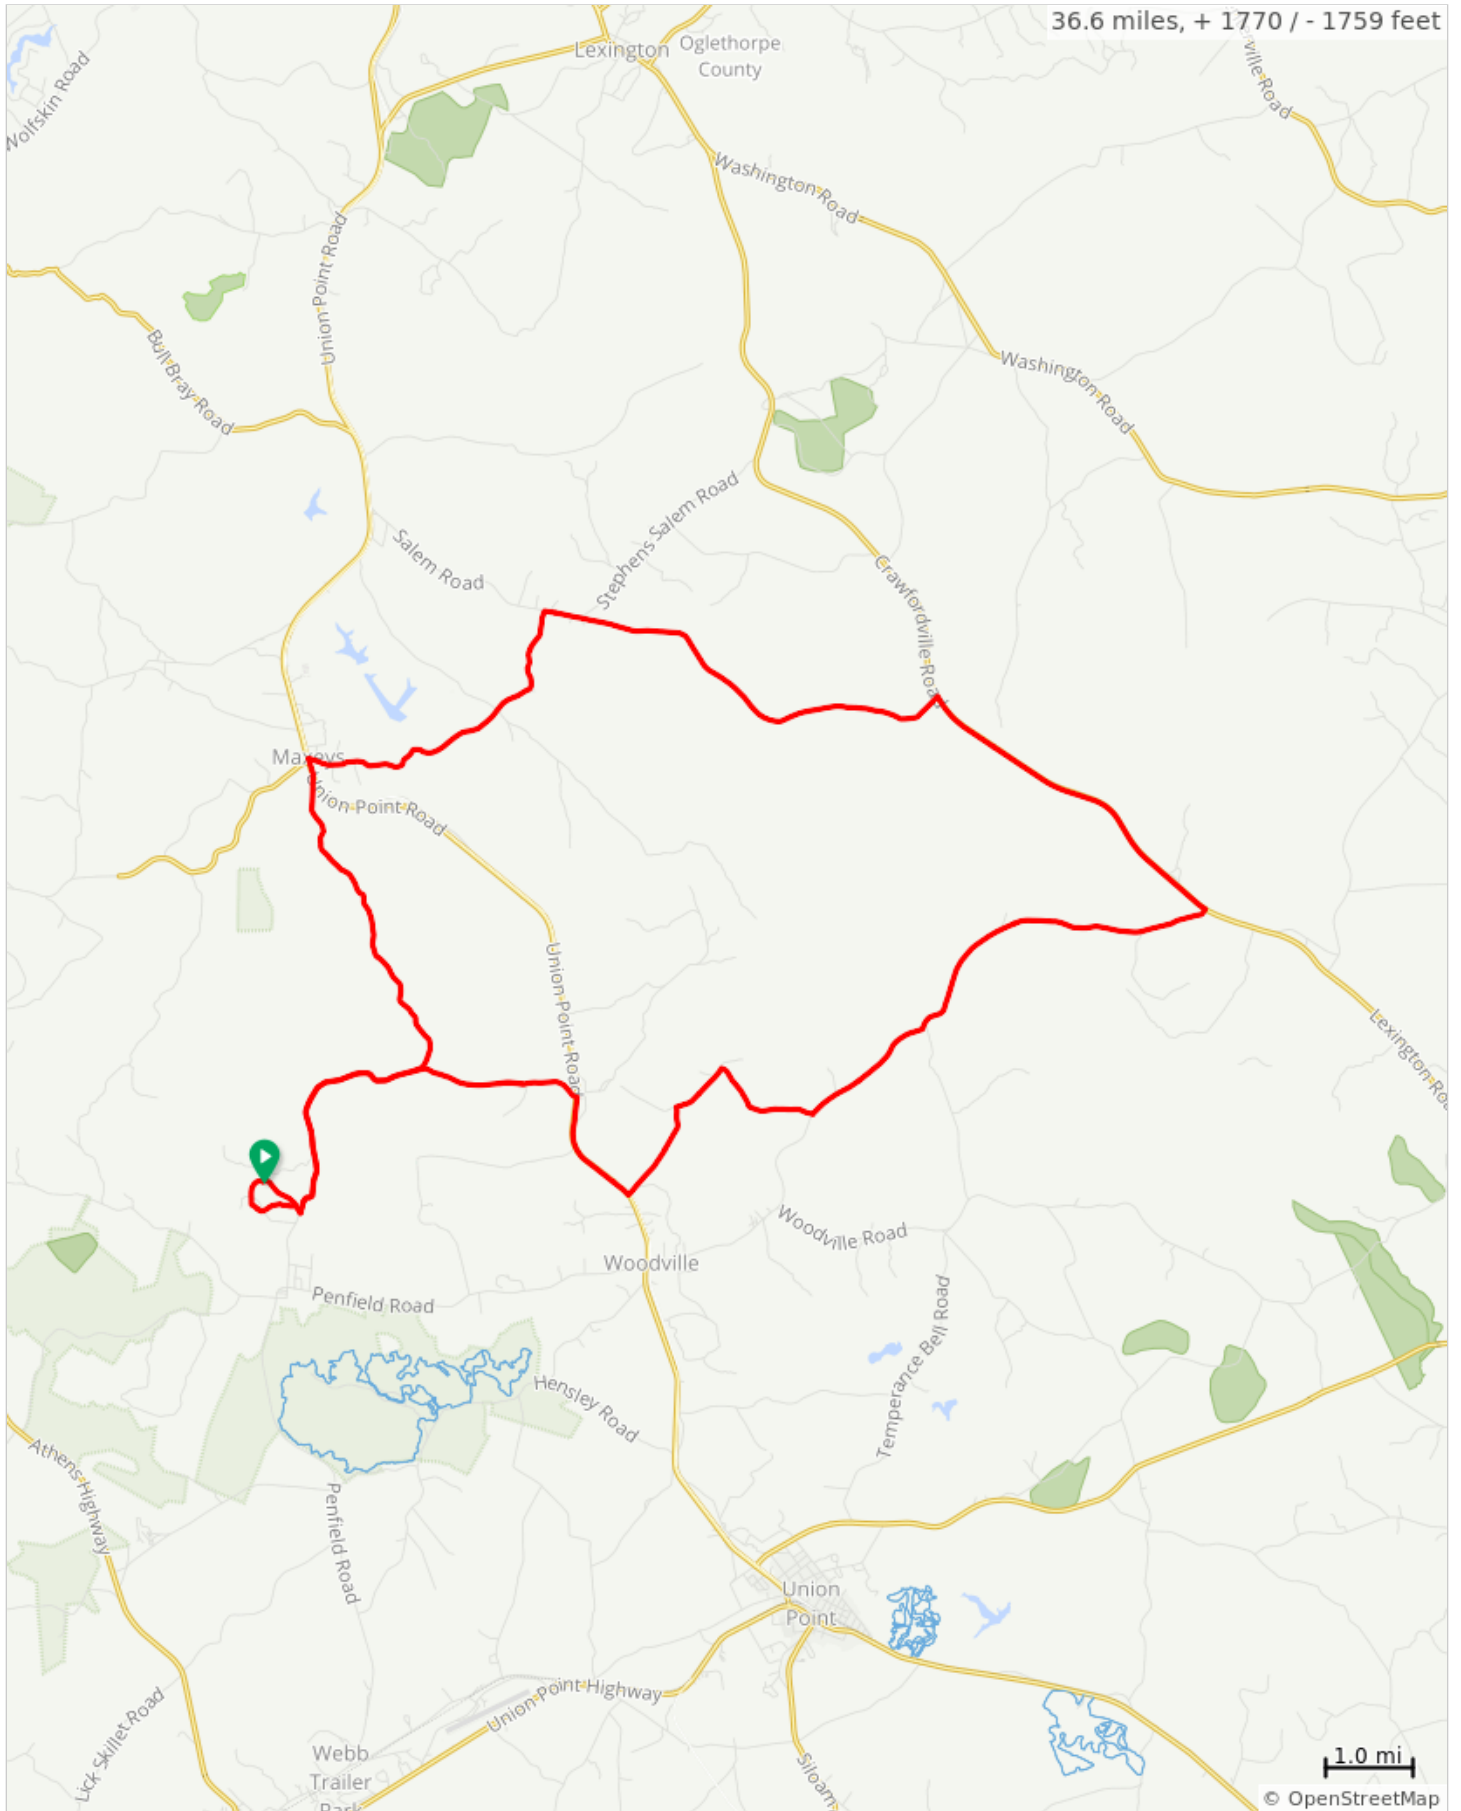 36.6 miles, + 1770 / - 1759 feet
Lexington
Oglethorpe
County
erville Road
Wolfskin Road
Washington Road
Union Point Road
Bull Bray Road
Washington Road
Stephens Salem Road
Salem Road
Crawfordville Road
Maxeys
Union Point Road
Union Point Road
Lexington Roa
Woodville Road
Woodville
Penfield Road
Temperance Bell Road
Hensley Road
Athens Highway
Penfield Road
Union
Point
Union Point Highway
Lick Skillet Road
Webb
Trailer
Park
Siloam
1.0 mi
© OpenStreetMap